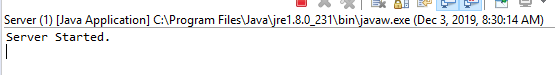 Server (1) [Java Application] C:\Program Files\Java\jre1.8.0_231\bin\javaw.exe (Dec 3, 2019, 8:30:14 AM)
Server Started.